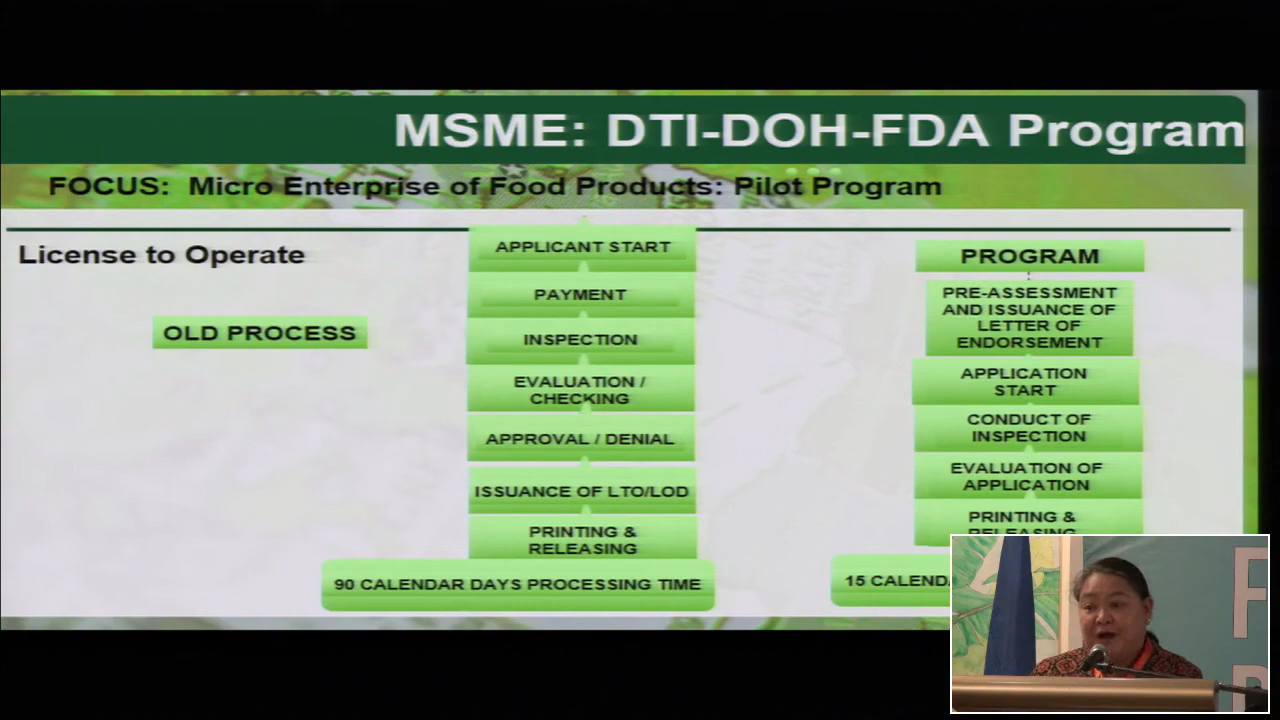 MSME: DTI-DOH-FDA Program
FOCUS: Micro Enterprise of Food Products: Pilot Program
License to Operate
OLD PROCESS
APPLICANT START
PAYMENT
INSPECTION
EVALUATION /
CHECKING
APPROVAL / DENIAL
ISSUANCE OF LTO/LOD
PRINTING &
RELEASING
90 CALENDAR DAYS PROCESSING TIME
PROGRAM
PRE-ASSESSMENT
AND ISSUANCE OF
LETTER OF
ENDORSEMENT
APPLICATION
START
CONDUCT OF
INSPECTION
EVALUATION OF
APPLICATION
PRINTING &
RELEASING
15
F